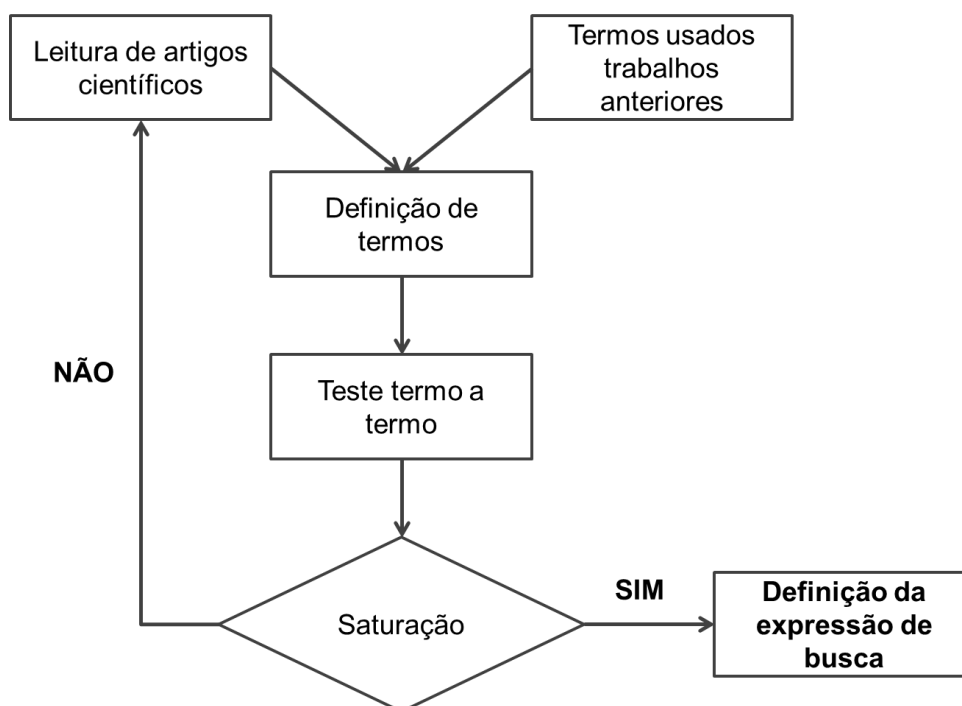 Leitura de artigos
científicos
Termos usados
trabalhos
anteriores
Definição de
termos
NÃO
Teste termo a
termo
Saturação
SIM
Definição da
expressão de
busca